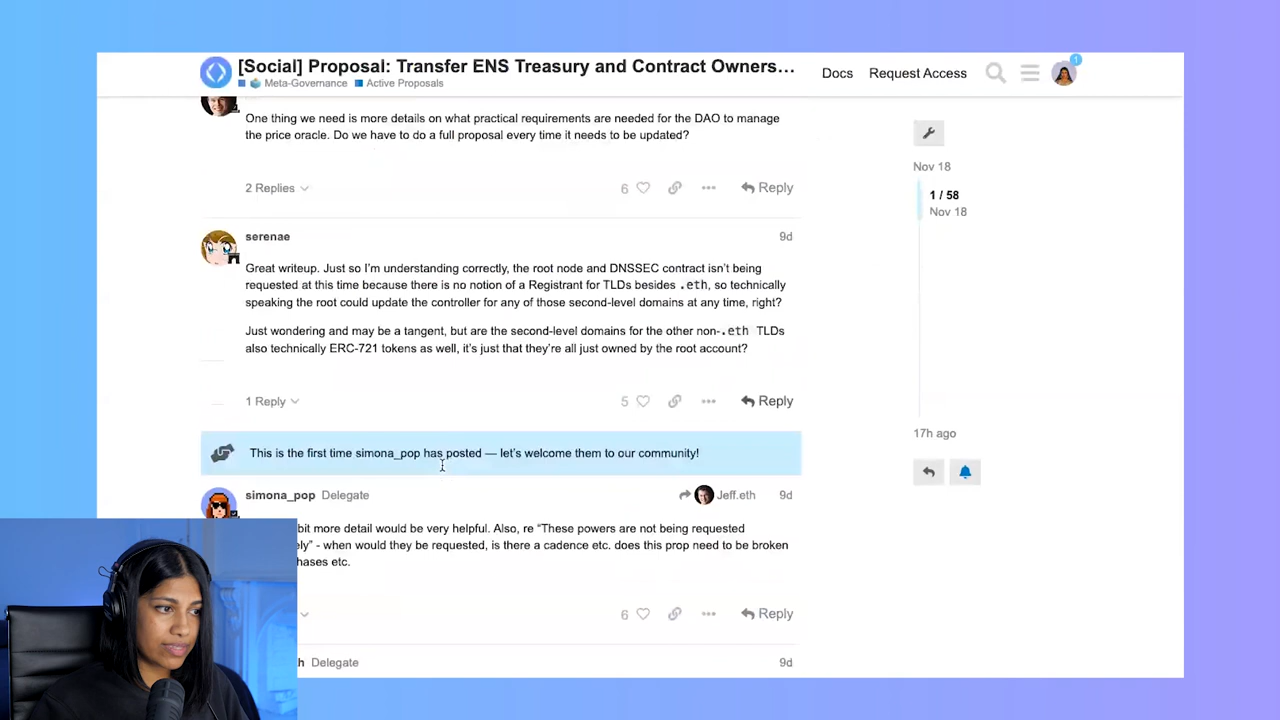 [Social] Proposal: Transfer ENS Treasury and Contract Owners…
Meta-Governance Active Proposals
Docs Request Access
1
One thing we need is more details on what practical requirements are needed for the DAO to manage
the price oracle. Do we have to do a full proposal every time it needs to be updated?
2 Replies 6 Reply
Nov 18
1 / 58
Nov 18
serenae 9d
Great writeup. Just so I'm understanding correctly, the root node and DNSSEC contract isn't being
requested at this time because there is no notion of a Registrant for TLDs besides .eth, so technically
speaking the root could update the controller for any of those second-level domains at any time, right?
Just wondering and may be a tangent, but are the second-level domains for the other non-.eth TLDs
also technically ERC-721 tokens as well, it's just that they're all just owned by the root account?
1 Reply 5 Reply
17h ago
This is the first time simona_pop has posted — let's welcome them to our community!
simona_pop Delegate Jeff.eth 9d
bit more detail would be very helpful. Also, re “These powers are not being requested
- when would they be requested, is there a cadence etc. does this prop need to be broken
etc.
6 Reply
Delegate 9d